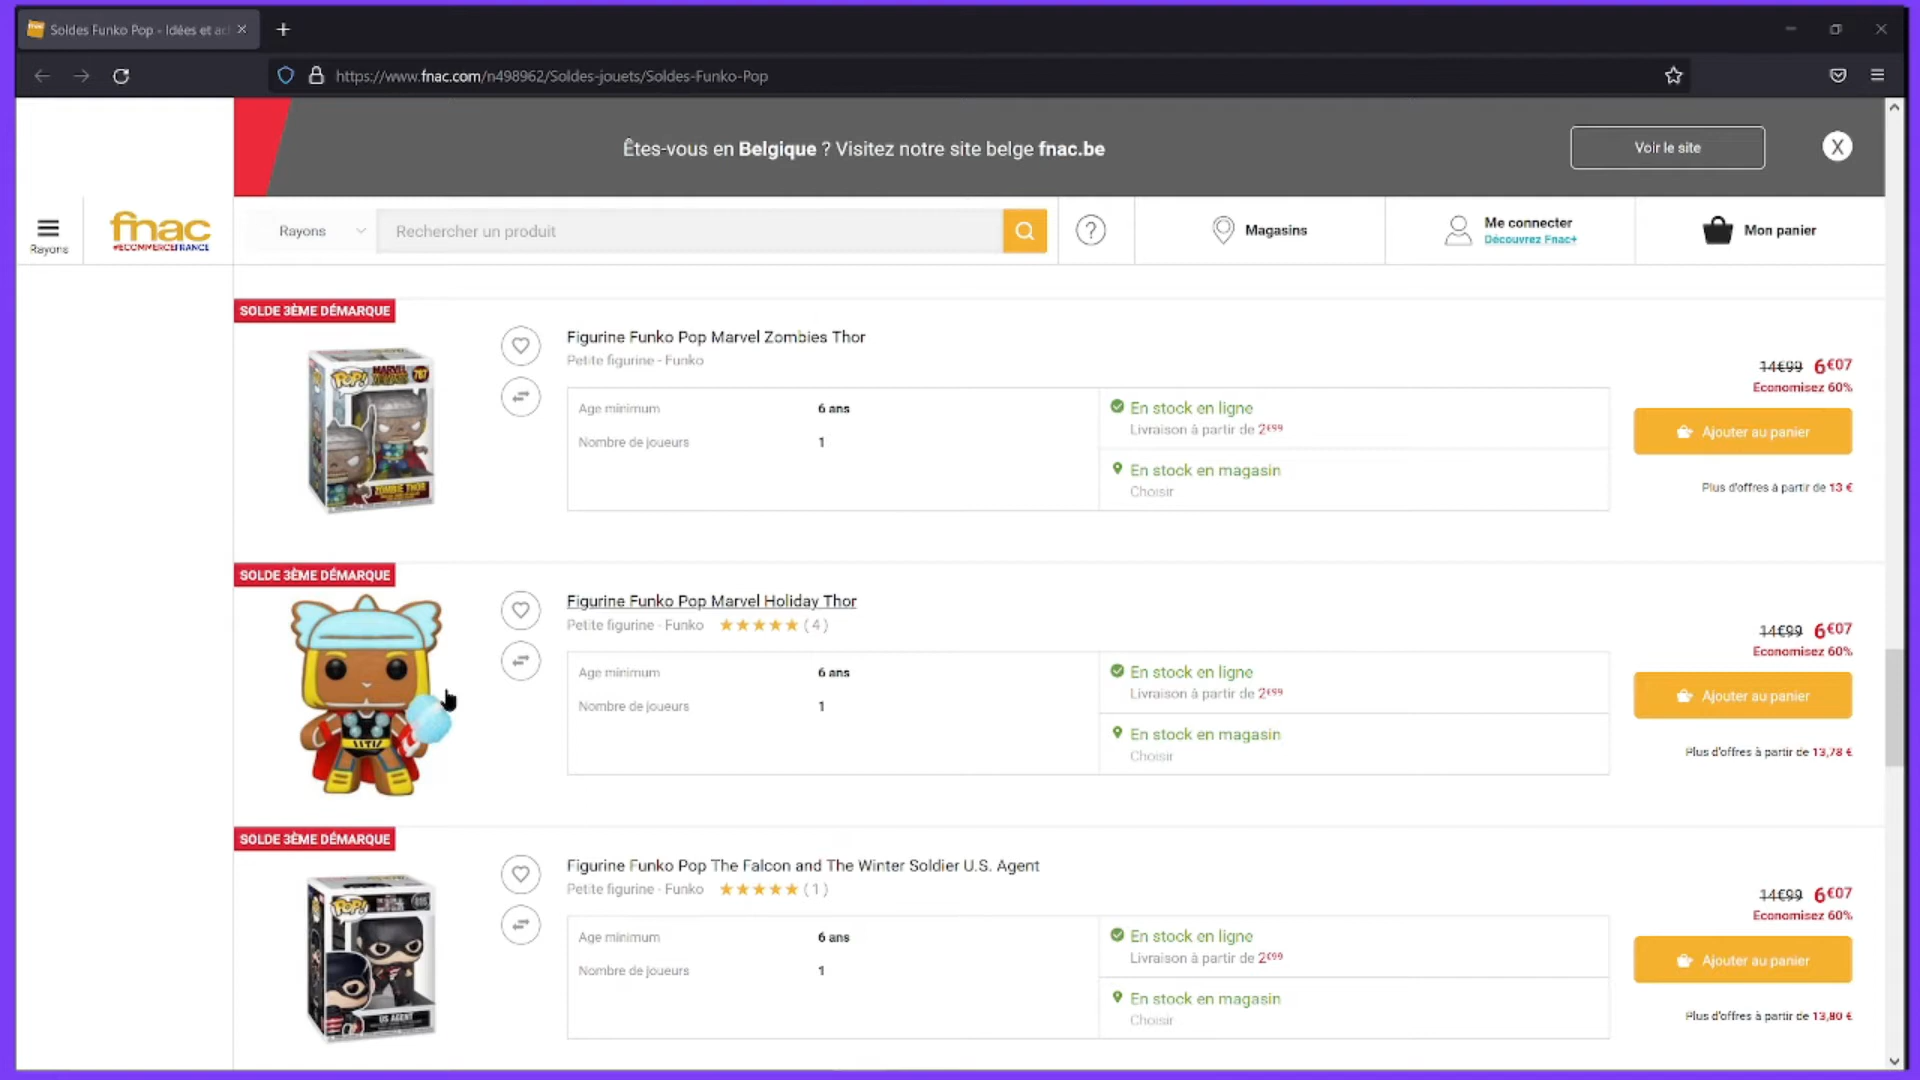 Soldes Funko Pop - Idées et ac
https://www.fnac.com/n498962/Soldes-jouets/Soldes-Funko-Pop
Êtes-vous en Belgique ? Visitez notre site belge fnac.be
Voir le site
X
Rayons
fnac
#ECOMMERCEFRANCE
Rayons
Rechercher un produit
?
Magasins
Me connecter
Découvrez Fnac+
Mon panier
SOLDE 3ÈME DÉMARQUE
Figurine Funko Pop Marvel Zombies Thor
Petite figurine - Funko
14€99 6€07
Economisez 60%
Age minimum 6 ans
Nombre de joueurs 1
En stock en ligne
Livraison à partir de 2€99
En stock en magasin
Choisir
Ajouter au panier
Plus d'offres à partir de 13 €
POP!
MARVEL
787
ZOMBIE THOR
SOLDE 3ÈME DÉMARQUE
Figurine Funko Pop Marvel Holiday Thor
Petite figurine - Funko (4)
14€99 6€07
Economisez 60%
Age minimum 6 ans
Nombre de joueurs 1
En stock en ligne
Livraison à partir de 2€99
En stock en magasin
Choisir
Ajouter au panier
Plus d'offres à partir de 13,78 €
SOLDE 3ÈME DÉMARQUE
Figurine Funko Pop The Falcon and The Winter Soldier U.S. Agent
Petite figurine - Funko (1)
14€99 6€07
Economisez 60%
Age minimum 6 ans
Nombre de joueurs 1
En stock en ligne
Livraison à partir de 2€99
En stock en magasin
Choisir
Ajouter au panier
Plus d'offres à partir de 13,80 €
POP!
US AGENT